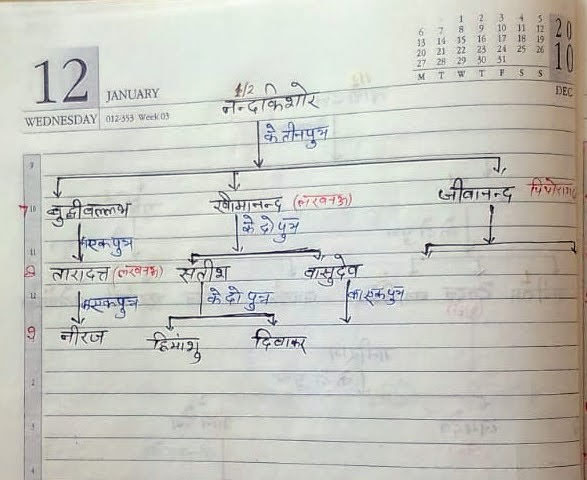 12
JANUARY
WEDNESDAY 012-353 Week 03
1 2 3 4 5
6 7 8 9 10 11 12
13 14 15 16 17 18 19
20 21 22 23 24 25 26
27 28 29 30 31
M T W T F S S
20
10
DEC
1/2
नन्दकिशोर
के तीन पुत्र
9
7 10 बुद्दीवल्लभ खीमानन्द (लखनऊ) जीवानन्द
का एक पुत्र के दो पुत्र
11
8 तारादत्त (लखनऊ) सतीश वासुदेव
12 का एक पुत्र के दो पुत्र का एक पुत्र
9 नीरज हिमांशु दिवाकर
2
3
4